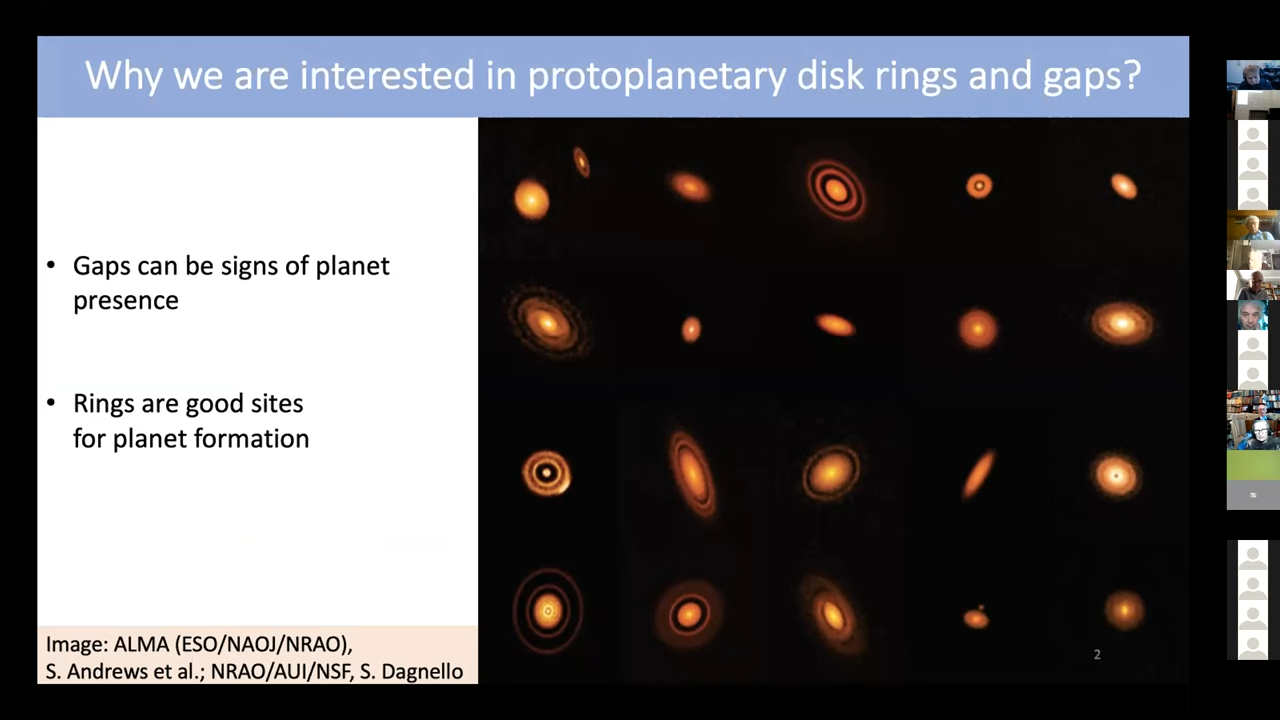 Why we are interested in protoplanetary disk rings and gaps?
• Gaps can be signs of planet
presence
• Rings are good sites
for planet formation
Image: ALMA (ESO/NAOJ/NRAO),
S. Andrews et al.; NRAO/AUI/NSF, S. Dagnello
2